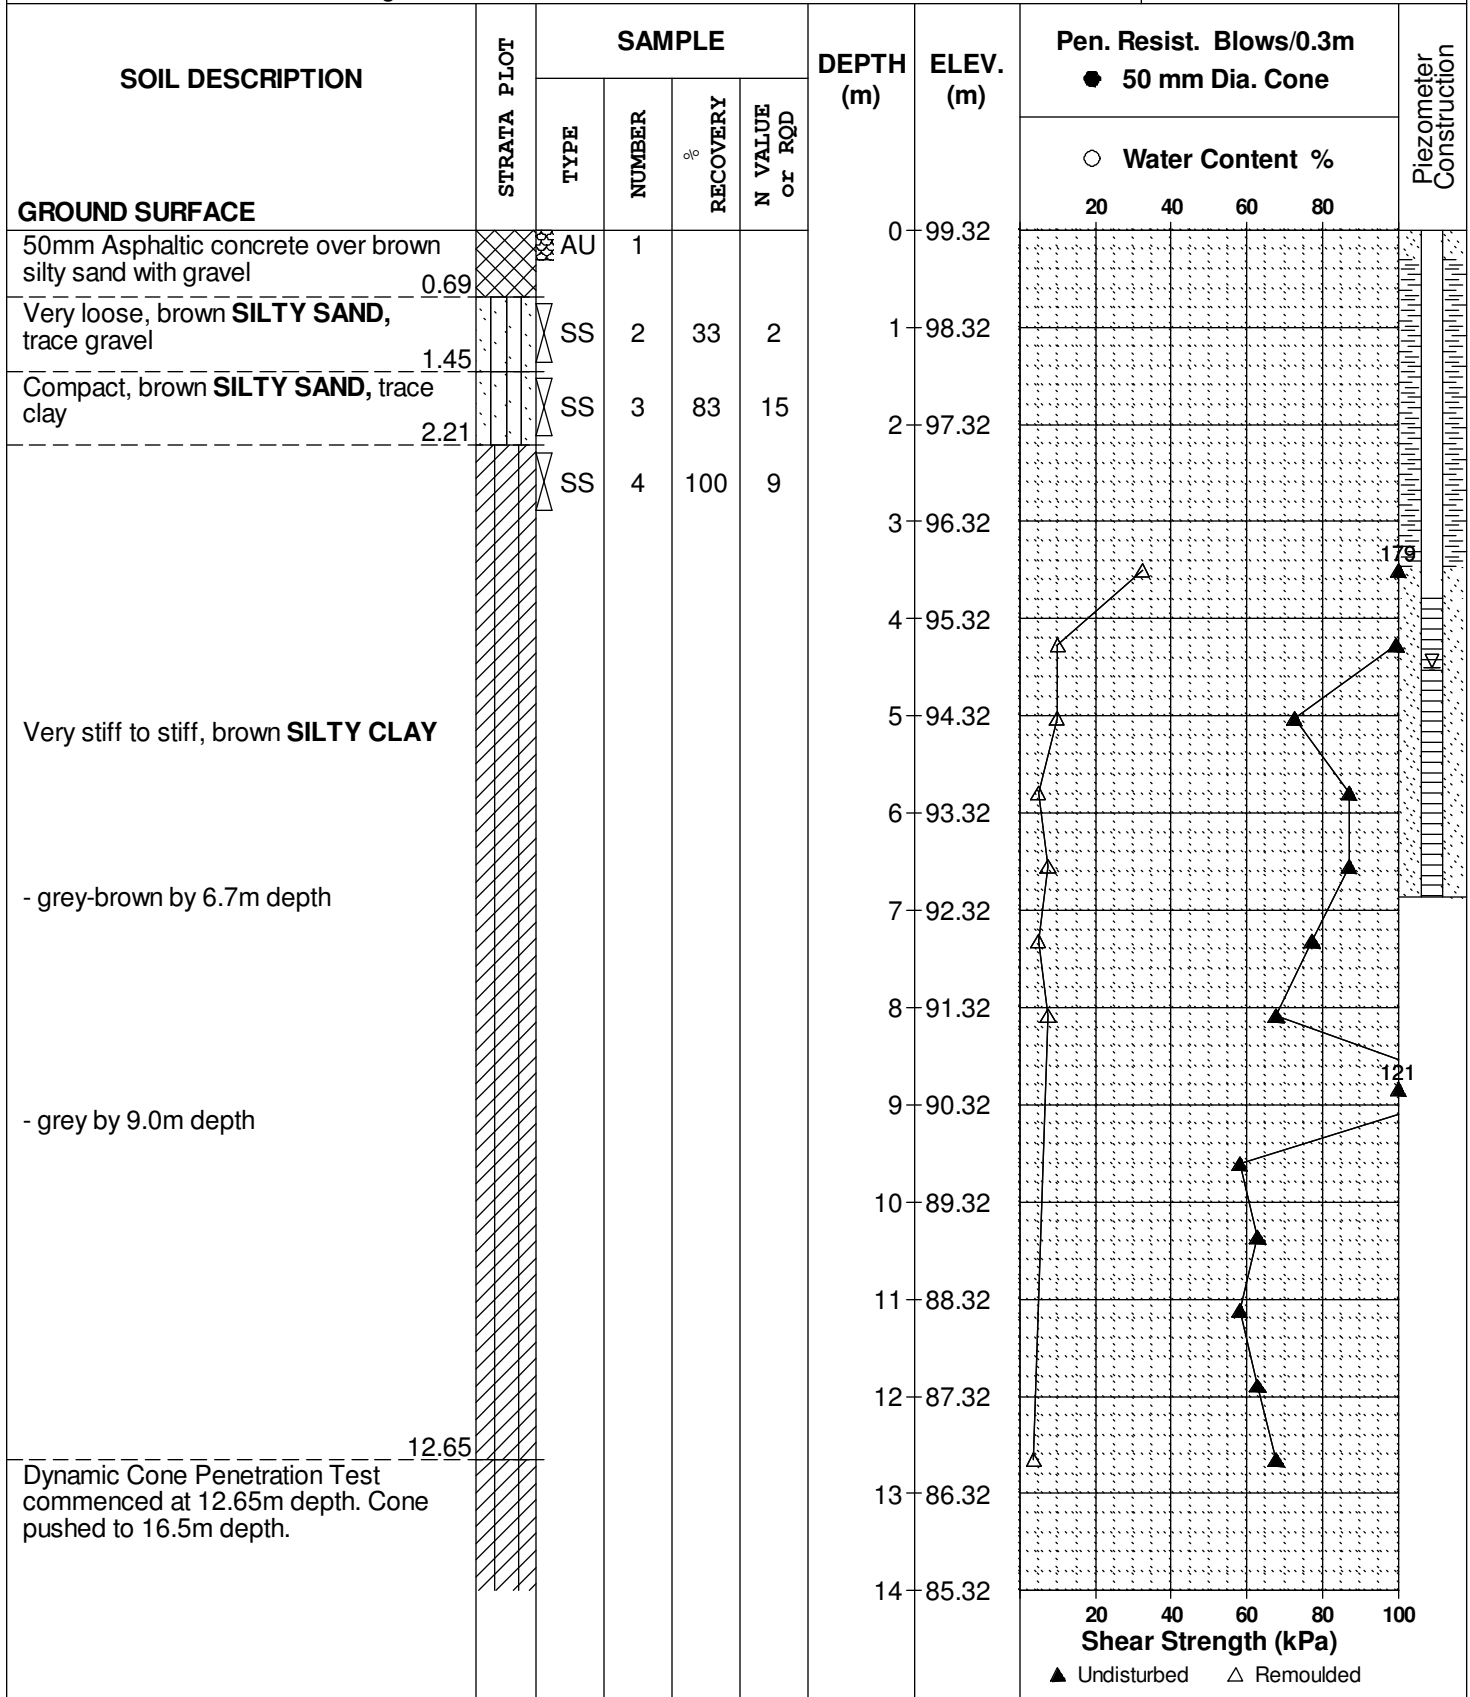 SOIL DESCRIPTION
GROUND SURFACE
STRATA PLOT
SAMPLE
TYPE
NUMBER
%
RECOVERY
N VALUE
or RQD
DEPTH
(m)
ELEV.
(m)
Pen. Resist. Blows/0.3m
● 50 mm Dia. Cone
○ Water Content %
20 40 60 80
Piezometer
Construction
50mm Asphaltic concrete over brown
silty sand with gravel
0.69
AU 1
0 99.32
Very loose, brown SILTY SAND,
trace gravel
1.45
SS 2 33 2
1 98.32
Compact, brown SILTY SAND, trace
clay
2.21
SS 3 83 15
2 97.32
SS 4 100 9
3 96.32
179
4 95.32
5 94.32
Very stiff to stiff, brown SILTY CLAY
6 93.32
- grey-brown by 6.7m depth
7 92.32
8 91.32
121
9 90.32
- grey by 9.0m depth
10 89.32
11 88.32
12 87.32
12.65
Dynamic Cone Penetration Test
commenced at 12.65m depth. Cone
pushed to 16.5m depth.
13 86.32
14 85.32
20 40 60 80 100
Shear Strength (kPa)
▲ Undisturbed △ Remoulded